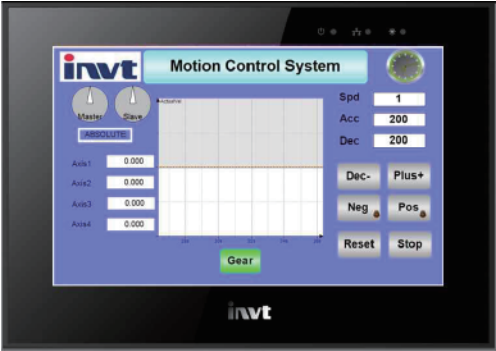 invt
Motion Control System
Master
Slave
ABSOLUTE
Axis1 0.000
Axis2 0.000
Axis3 0.000
Axis4 0.000
Spd 1
Acc 200
Dec 200
Dec- Plus+
Neg Pos
Reset Stop
Gear
invt